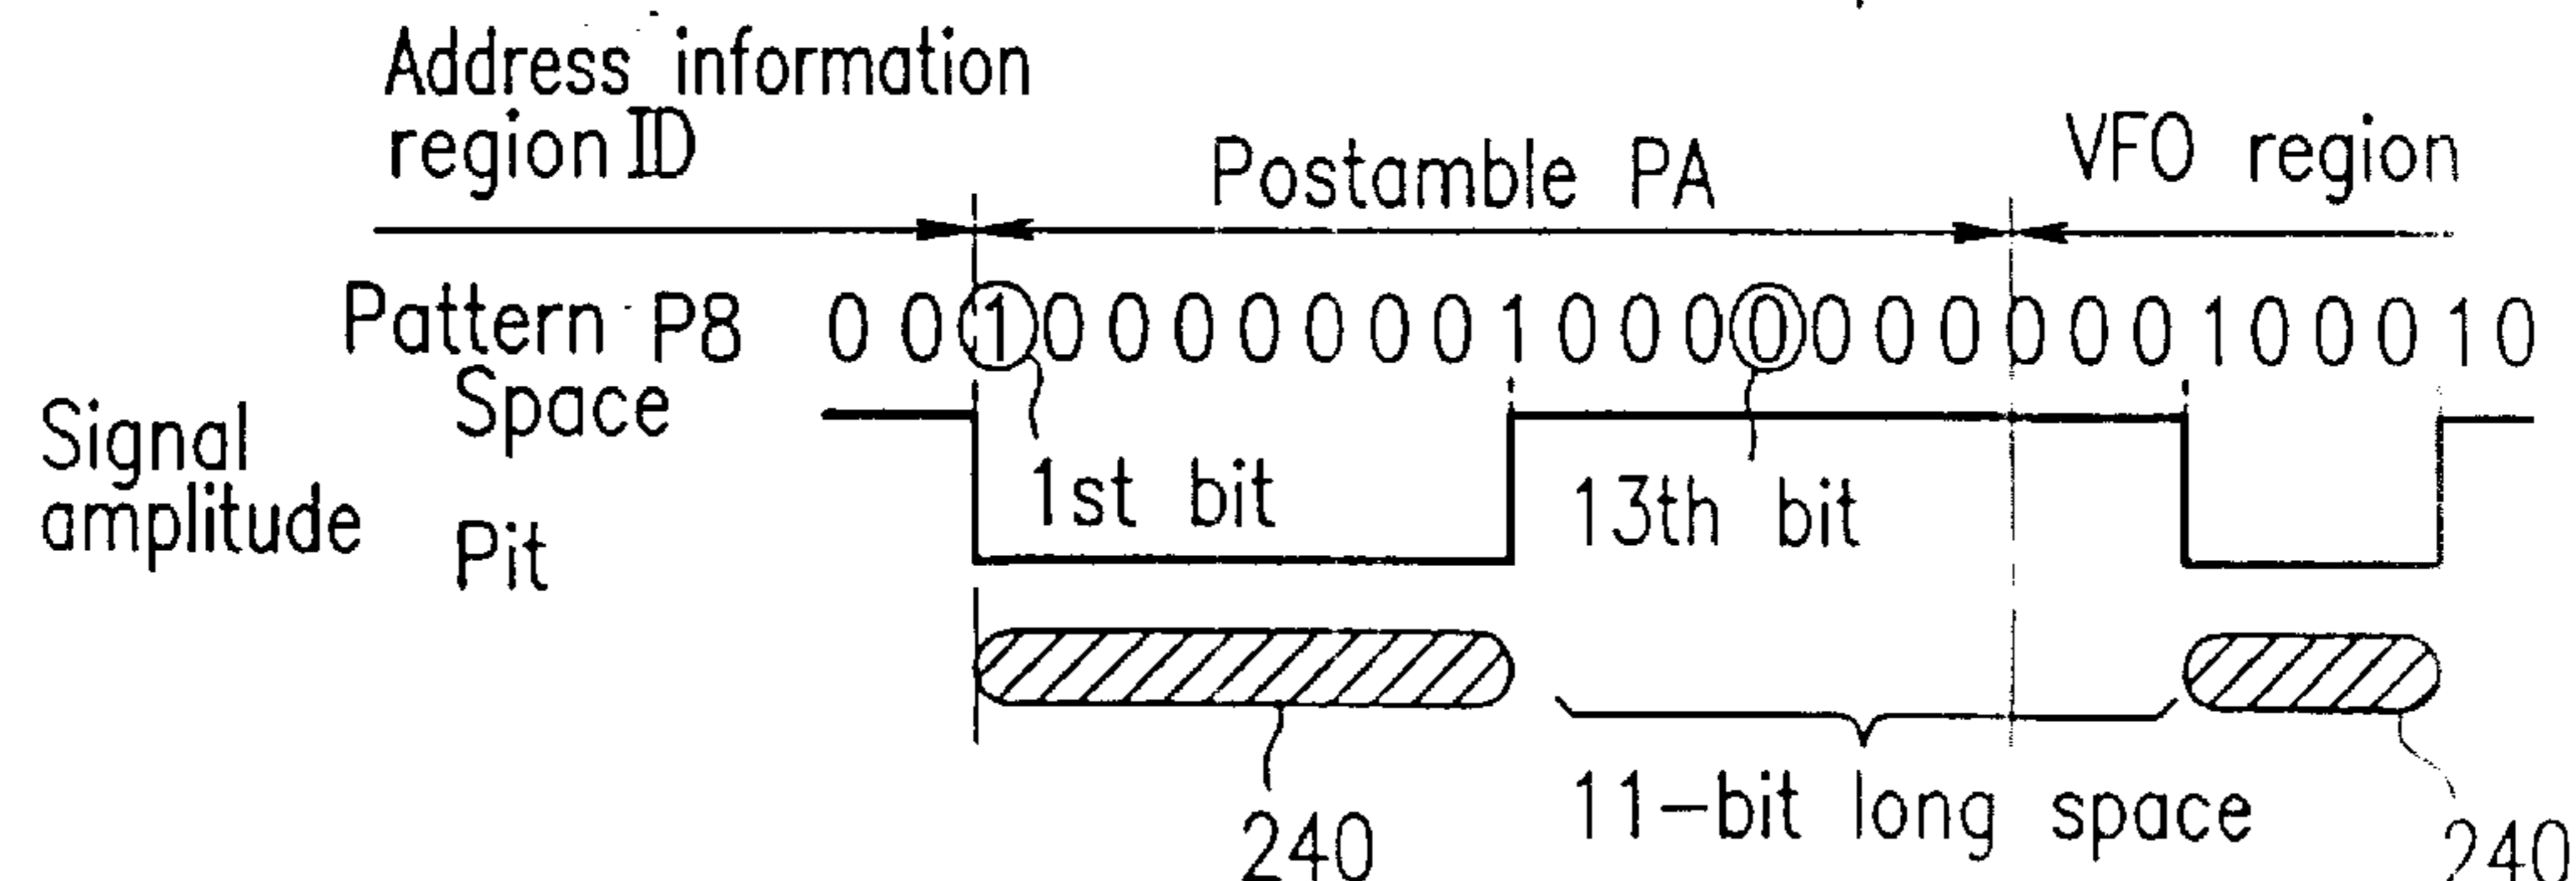 Address information
region ID
Postamble PA
VFO region
Pattern P8 0 0 1 0 0 0 0 0 0 0 1 0 0 0 0 0 0 0 0 0 0 1 0 0 0 1 0
Space
Signal
amplitude
Pit
1st bit
13th bit
240
11-bit long space
240